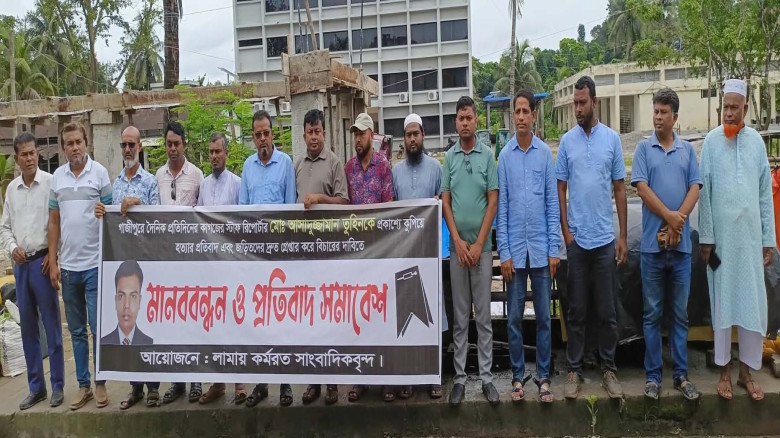 গাজীপুরে দৈনিক প্রতিদিনের কাগজের স্টাফ রিপোর্টার মোঃ আসাদুজ্জামান তুহিনকে প্রকাশ্যে কুপিয়ে
হত্যার প্রতিবাদ এবং জড়িতদের দ্রুত গ্রেপ্তার করে বিচারের দাবিতে
মানববন্ধন ও প্রতিবাদ সমাবেশ
আয়োজনে : লামায় কর্মরত সাংবাদিকবৃন্দ।